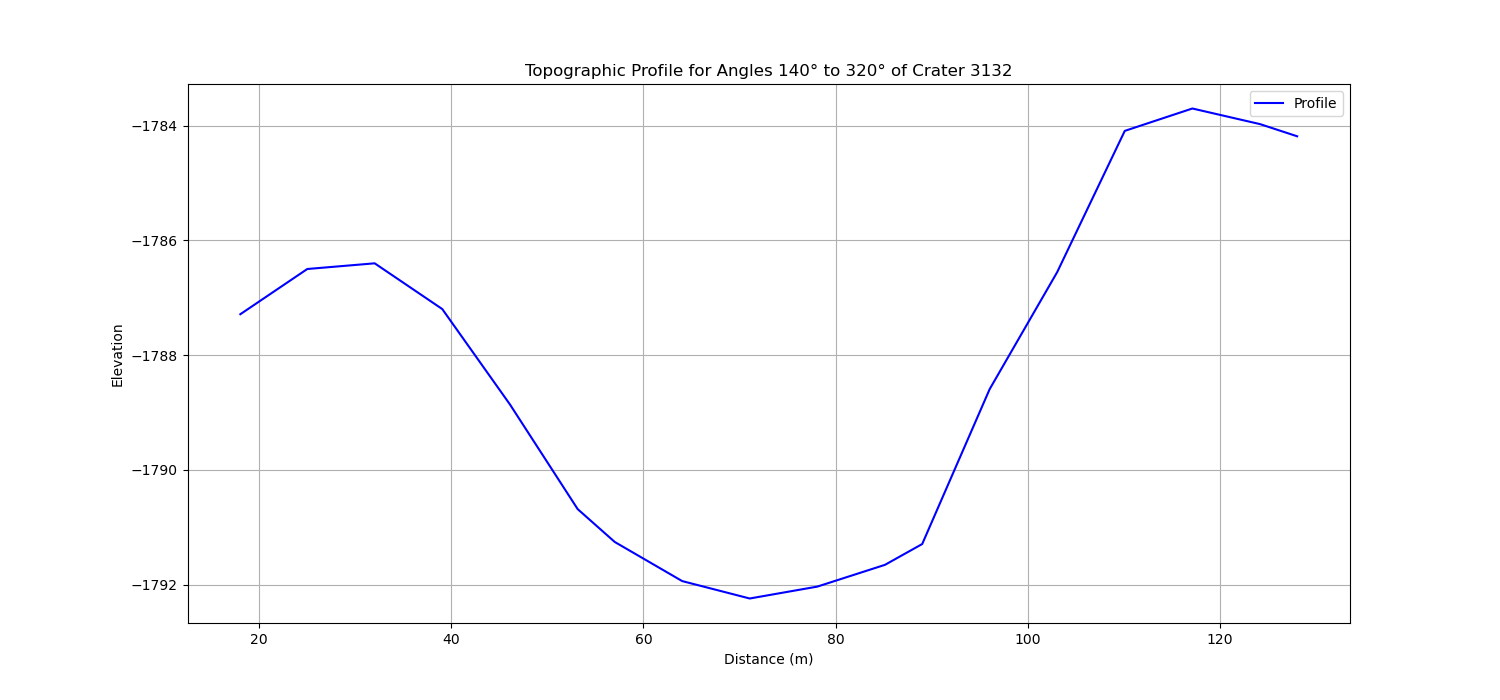 Topographic Profile for Angles 140° to 320° of Crater 3132
Profile
−1784
−1786
−1788
−1790
−1792
Elevation
20 40 60 80 100 120
Distance (m)